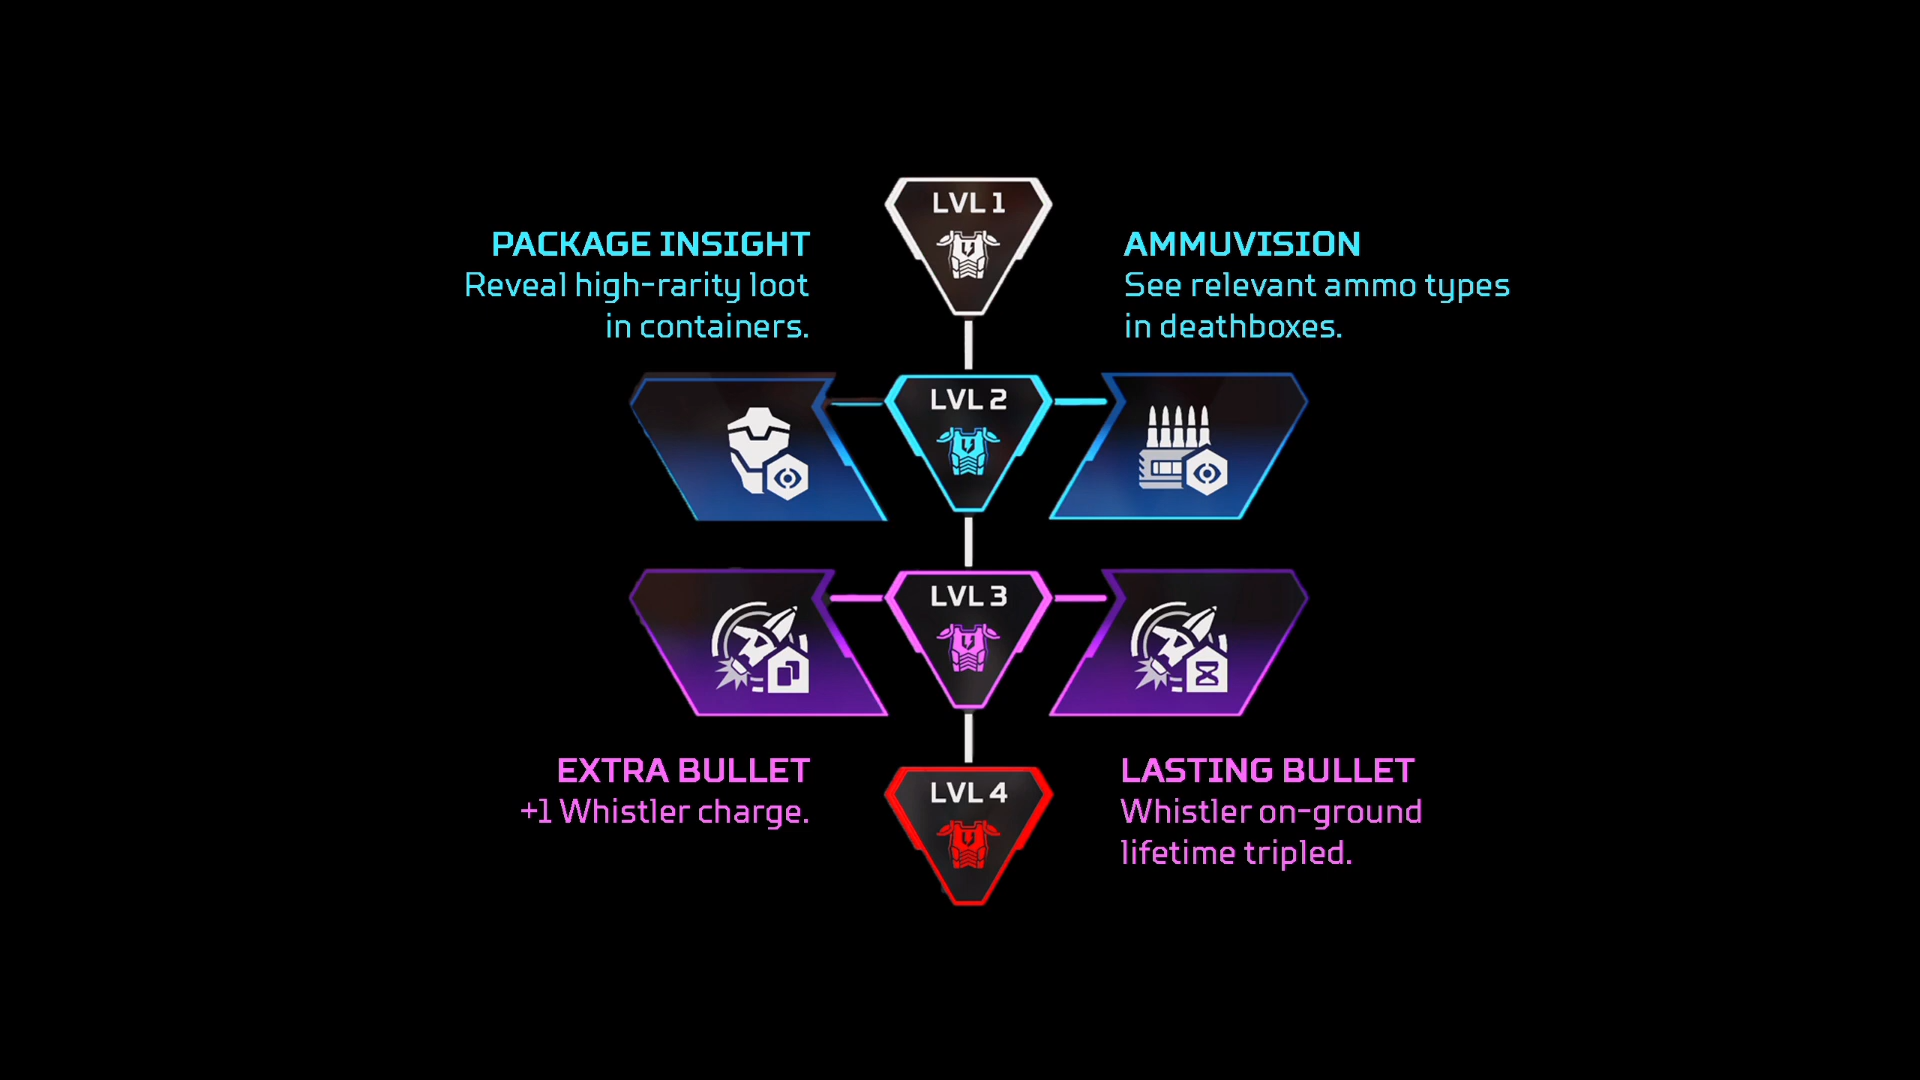 LVL 1
PACKAGE INSIGHT
Reveal high-rarity loot
in containers.
AMMUVISION
See relevant ammo types
in deathboxes.
LVL 2
LVL 3
EXTRA BULLET
+1 Whistler charge.
LASTING BULLET
Whistler on-ground
lifetime tripled.
LVL 4